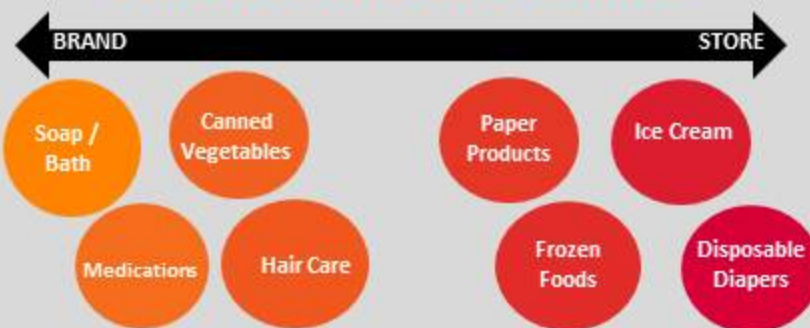 BRAND
STORE
Soap /
Bath
Canned
Vegetables
Paper
Products
Ice Cream
Medications
Hair Care
Frozen
Foods
Disposable
Diapers